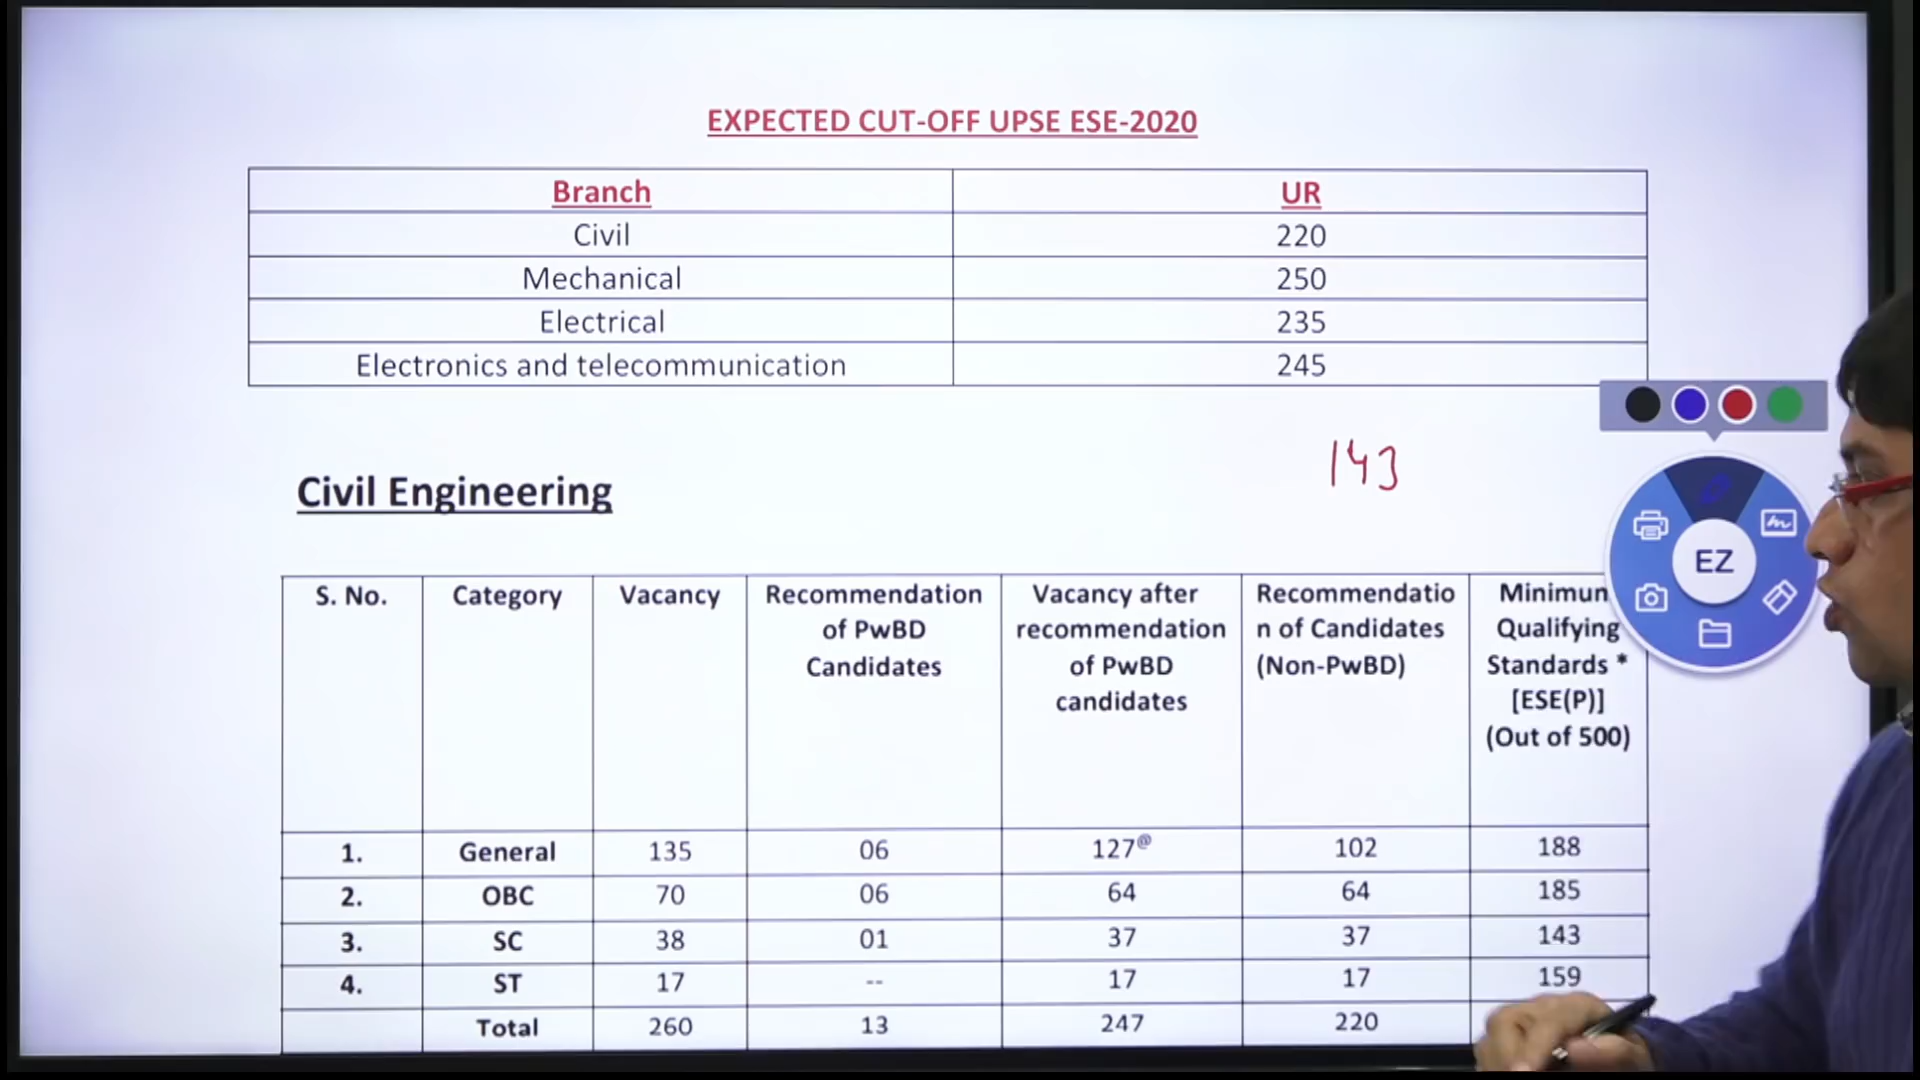 EXPECTED CUT-OFF UPSE ESE-2020
Branch UR
Civil 220
Mechanical 250
Electrical 235
Electronics and telecommunication 245
143
Civil Engineering
EZ
S. No. Category Vacancy Recommendation of PwBD Candidates Vacancy after recommendation of PwBD candidates Recommendatio n of Candidates (Non-PwBD) Minimun Qualifying Standards * [ESE(P)] (Out of 500)
1. General 135 06 127@ 102 188
2. OBC 70 06 64 64 185
3. SC 38 01 37 37 143
4. ST 17 -- 17 17 159
Total 260 13 247 220